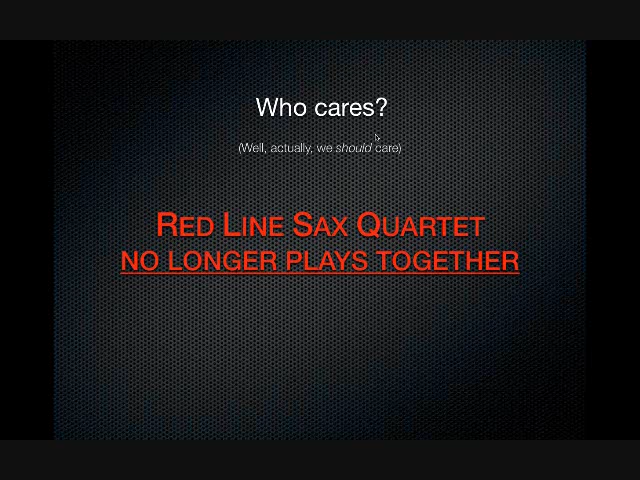 Who cares?
(Well, actually, we should care)
RED LINE SAX QUARTET
NO LONGER PLAYS TOGETHER